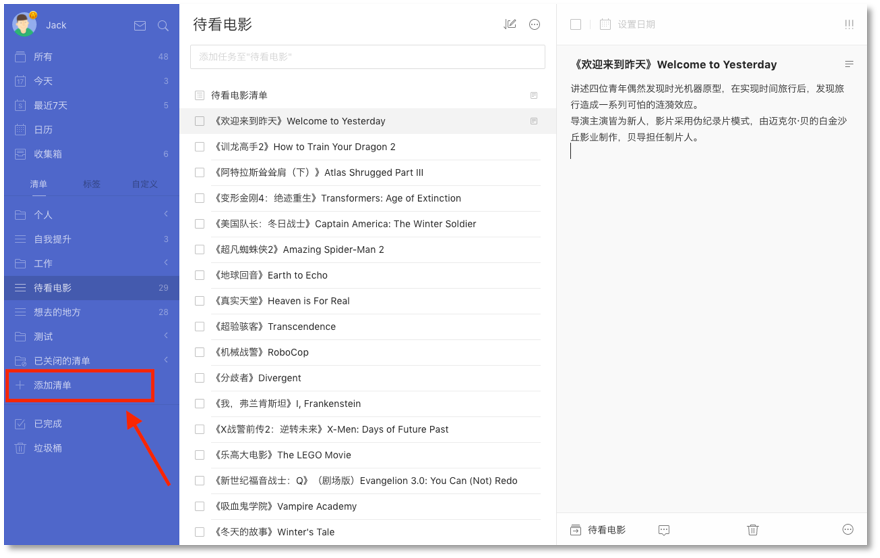 Jack
所有 48
今天 3
最近7天 5
日历
收集箱 6
清单 标签 自定义
个人
自我提升 3
工作
待看电影 29
想去的地方 28
测试
已关闭的清单
添加清单
已完成
垃圾桶
待看电影
添加任务至“待看电影”
待看电影清单
《欢迎来到昨天》Welcome to Yesterday
《训龙高手2》How to Train Your Dragon 2
《阿特拉斯耸耸肩（下）》Atlas Shrugged Part III
《变形金刚4：绝迹重生》Transformers: Age of Extinction
《美国队长：冬日战士》Captain America: The Winter Soldier
《超凡蜘蛛侠2》Amazing Spider-Man 2
《地球回音》Earth to Echo
《真实天堂》Heaven is For Real
《超验骇客》Transcendence
《机械战警》RoboCop
《分歧者》Divergent
《我，弗兰肯斯坦》I, Frankenstein
《X战警前传2：逆转未来》X-Men: Days of Future Past
《乐高大电影》The LEGO Movie
《新世纪福音战士：Q》（剧场版）Evangelion 3.0: You Can (Not) Redo
《吸血鬼学院》Vampire Academy
《冬天的故事》Winter's Tale
设置日期
《欢迎来到昨天》Welcome to Yesterday
讲述四位青年偶然发现时光机器原型，在实现时间旅行后，发现旅
行造成一系列可怕的涟漪效应。
导演主演皆为新人，影片采用伪纪录片模式，由迈克尔·贝的白金沙
丘影业制作，贝导担任制片人。
待看电影